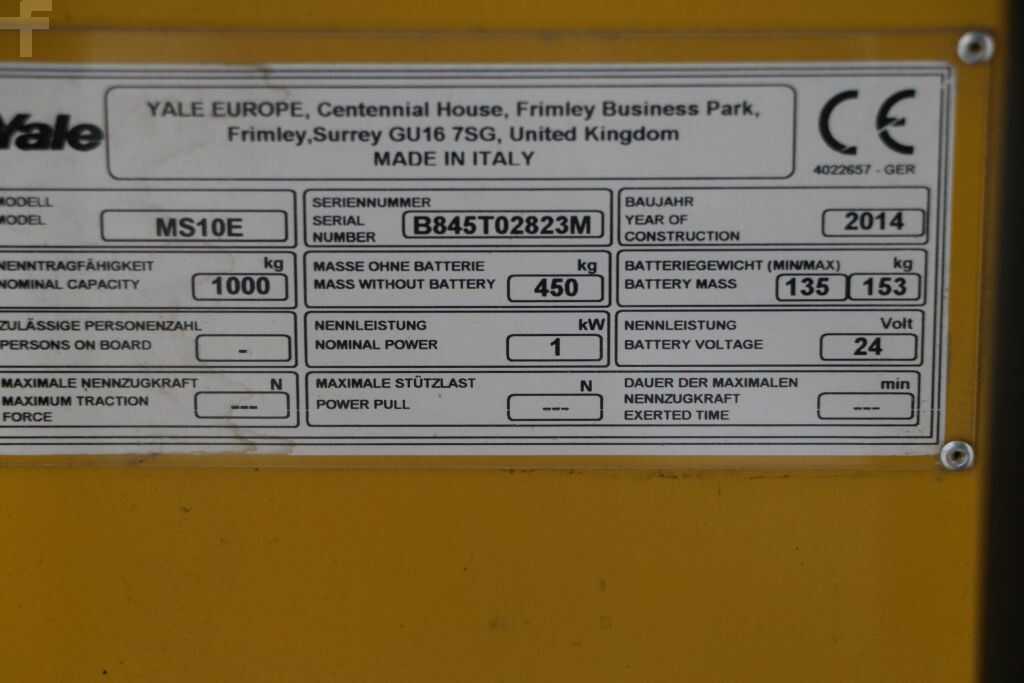 f
YALE EUROPE, Centennial House, Frimley Business Park,
Frimley,Surrey GU16 7SG, United Kingdom
MADE IN ITALY
Yale
CE
4022657 - GER
MODELL
MODEL
MS10E
SERIENNUMMER
SERIAL
NUMBER
B845T02823M
BAUJAHR
YEAR OF
CONSTRUCTION
2014
NENNTRAGFÄHIGKEIT kg
NOMINAL CAPACITY 1000
MASSE OHNE BATTERIE kg
MASS WITHOUT BATTERY 450
BATTERIEGEWICHT (MIN/MAX) kg
BATTERY MASS 135 153
ZULÄSSIGE PERSONENZAHL
PERSONS ON BOARD -
NENNLEISTUNG kW
NOMINAL POWER 1
NENNLEISTUNG Volt
BATTERY VOLTAGE 24
MAXIMALE NENNZUGKRAFT N
MAXIMUM TRACTION
FORCE
---
MAXIMALE STÜTZLAST N
POWER PULL ---
DAUER DER MAXIMALEN min
NENNZUGKRAFT
EXERTED TIME
---